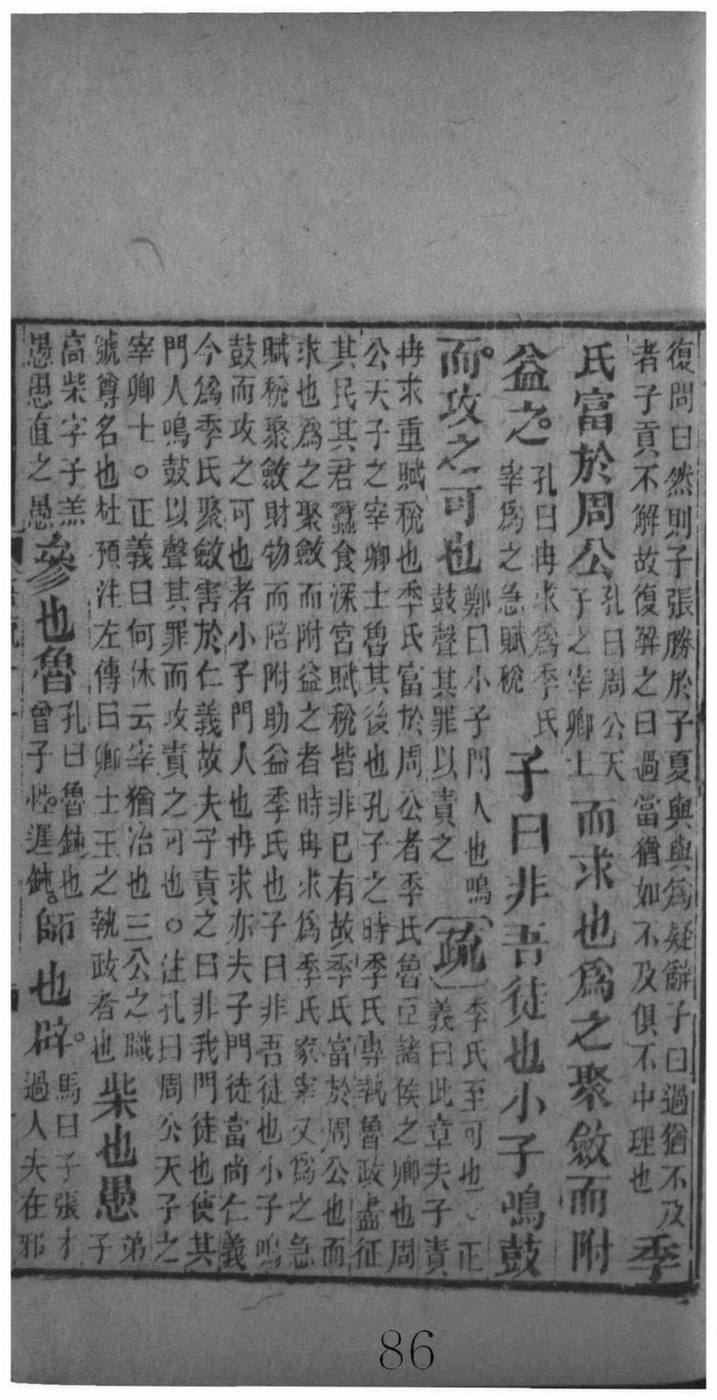 復問曰然則子張勝於子夏與與爲疑辭子曰過猶不及
者子貢不解故復解之曰過當猶如不及俱不中理也
季
氏富於周公
孔曰周公天
子之宰卿士
而求也爲之聚斂而附
益之
孔曰冉求爲季氏
宰爲之急賦稅
子曰非吾徒也小子鳴鼓
而攻之可也
鄭曰小子門人也鳴
鼓聲其罪以責之
疏
季氏至可也○正
義曰此章夫子責
冉求重賦稅也季氏富於周公者季氏魯臣諸侯之卿也周
公天子之宰卿士魯其後也孔子之時季氏專執魯政盡征
其民其君蠶食深宮賦稅皆非己有故季氏富於周公也而
求也爲之聚斂而附益之者時冉求爲季氏家宰又爲之急
賦稅聚斂財物而陪附助益季氏也子曰非吾徒也小子鳴
鼓而攻之可也者小子門人也冉求亦夫子門徒當尚仁義
今爲季氏聚斂害於仁義故夫子責之曰非我門徒也使其
門人鳴鼓以聲其罪而攻責之可也○注孔曰周公天子之
宰卿士○正義曰何休云宰猶治也三公之職
號尊名也杜預注左傳曰卿士王之執政者也
柴也愚
弟子
高柴字子羔
愚愚直之愚
參也魯
孔曰魯鈍也
曾子性遲鈍
師也辟
馬曰子張才
過人夫在邪
86